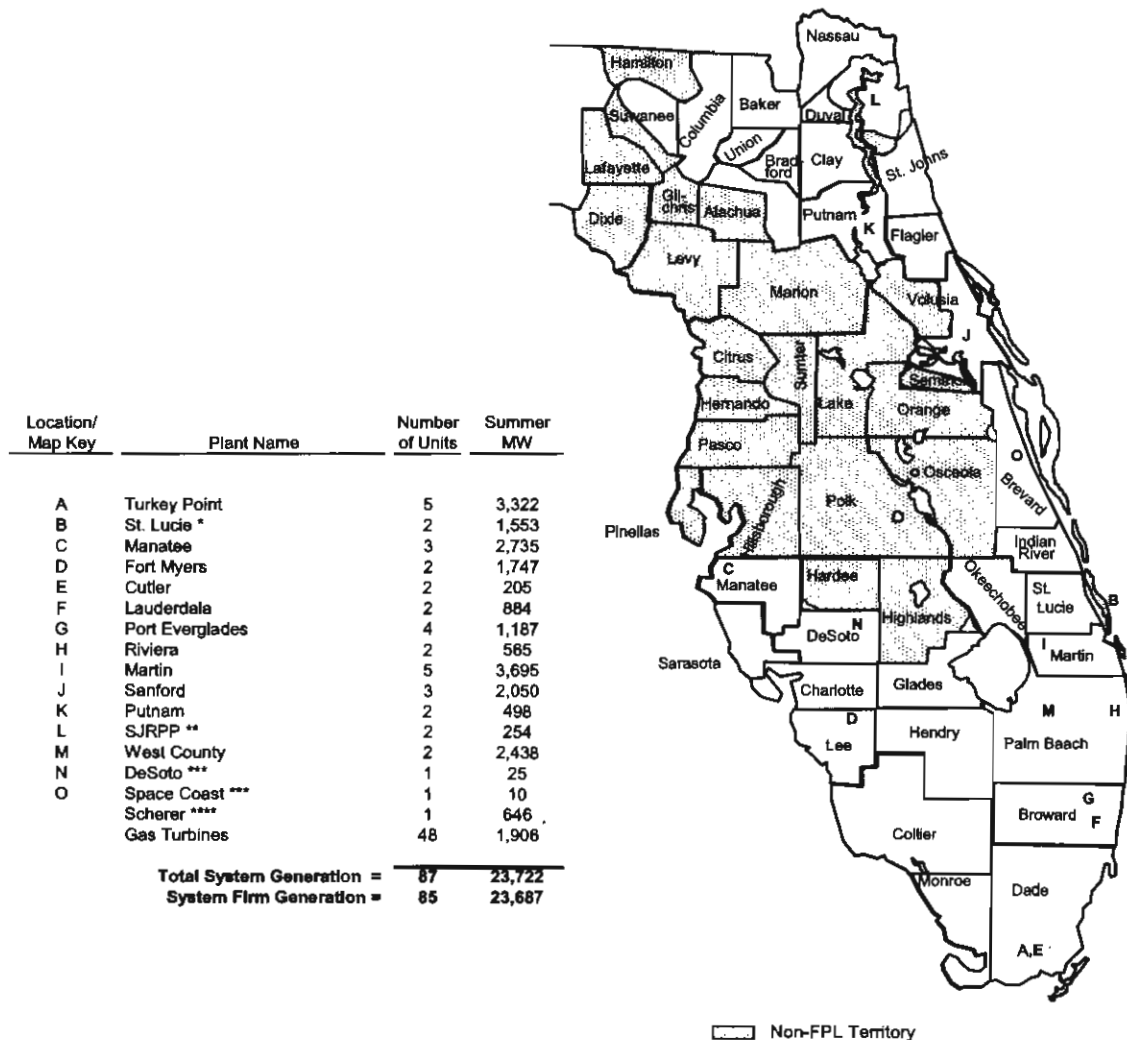 Location/ Number Summer
Map Key Plant Name of Units MW
A Turkey Point 5 3,322
B St. Lucie * 2 1,553
C Manatee 3 2,735
D Fort Myers 2 1,747
E Cutler 2 205
F Lauderdale 2 884
G Port Everglades 4 1,187
H Riviera 2 565
I Martin 5 3,695
J Sanford 3 2,050
K Putnam 2 498
L SJRPP ** 2 254
M West County 2 2,438
N DeSoto *** 1 25
O Space Coast *** 1 10
Scherer **** 1 646
Gas Turbines 48 1,906
Total System Generation = 87 23,722
System Firm Generation = 85 23,687
Nassau
Hamilton
L
Baker
Columbia
Suwanee
Duval
Union
Brad-
ford
Clay
St. Johns
Lafayette
Gil-
chris
Alachua
Putnam
K
Dixie
Flagler
Levy
Marion
Volusia
J
Citrus
Sumter
Seminole
Hernando
Lake
Orange
Pasco
O
Osceola
Brevard
Hillsborough
Polk
Pinellas
Indian
River
C
Manatee
Hardee
Okeechobee
St.
Lucie
B
Highlands
N
DeSoto
I
Martin
Sarasota
Charlotte
Glades
D
M
H
Lee
Hendry
Palm Beach
G
Broward
F
Collier
Monroe
Dade
A,E
Non-FPL Territory